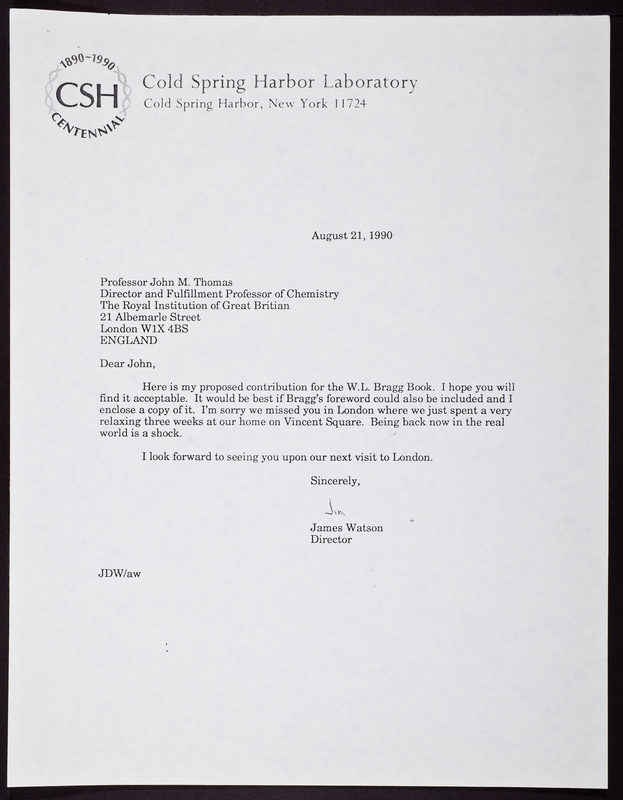 1890-1990
CSH
CENTENNIAL
Cold Spring Harbor Laboratory
Cold Spring Harbor, New York 11724
August 21, 1990
Professor John M. Thomas
Director and Fulfillment Professor of Chemistry
The Royal Institution of Great Britian
21 Albemarle Street
London W1X 4BS
ENGLAND
Dear John,
Here is my proposed contribution for the W.L. Bragg Book. I hope you will
find it acceptable. It would be best if Bragg's foreword could also be included and I
enclose a copy of it. I'm sorry we missed you in London where we just spent a very
relaxing three weeks at our home on Vincent Square. Being back now in the real
world is a shock.
I look forward to seeing you upon our next visit to London.
Sincerely,
Jim
James Watson
Director
JDW/aw